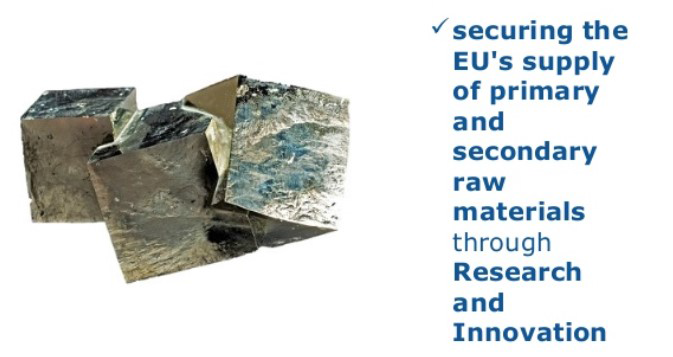 ✓ securing the
EU's supply
of primary
and
secondary
raw
materials
through
Research
and
Innovation